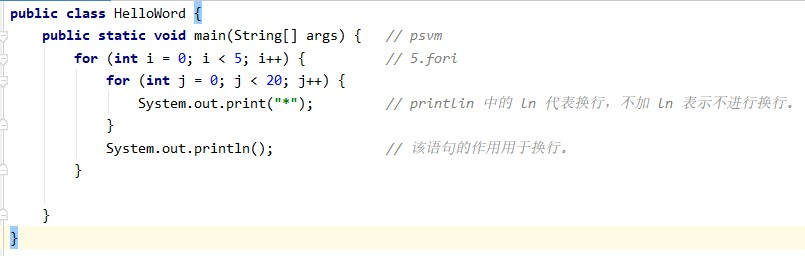 public class HelloWord {
    public static void main(String[] args) {   // psvm
        for (int i = 0; i < 5; i++) {          // 5.fori
            for (int j = 0; j < 20; j++) {
                System.out.print("*");         // printlin 中的 ln 代表换行，不加 ln 表示不进行换行。
            }
            System.out.println();              // 该语句的作用用于换行。
        }
    }
}